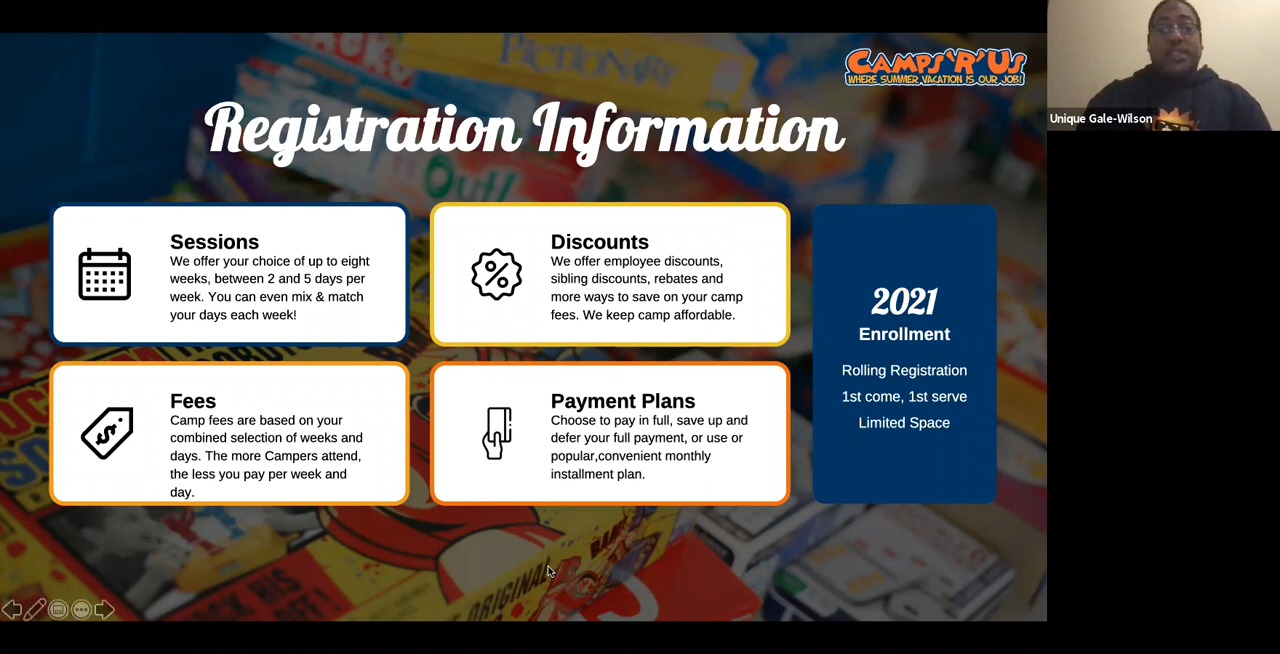 PICTIONARY
CAMPS 'R' US
WHERE SUMMER VACATION IS OUR JOB!
Unique Gale-Wilson
Registration Information
Out!
Sessions
We offer your choice of up to eight
weeks, between 2 and 5 days per
week. You can even mix & match
your days each week!
Discounts
We offer employee discounts,
sibling discounts, rebates and
more ways to save on your camp
fees. We keep camp affordable.
Fees
Camp fees are based on your
combined selection of weeks and
days. The more Campers attend,
the less you pay per week and
day.
Payment Plans
Choose to pay in full, save up and
defer your full payment, or use or
popular,convenient monthly
installment plan.
2021
Enrollment
Rolling Registration
1st come, 1st serve
Limited Space
ORIGINAL